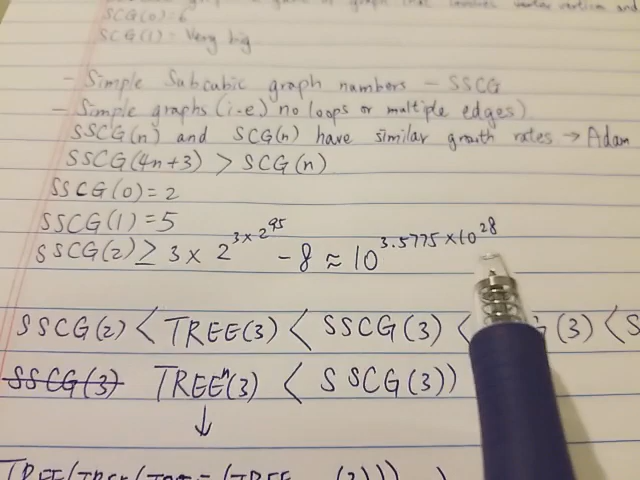 SCG(0)=6
SCG(1)= Very big
- Simple Subcubic graph numbers - SSCG
- Simple graphs (i-e) no loops or multiple edges)
SSCG(n) and SCG(n) have similar growth rates → Adam
SSCG(4n+3) > SCG(n)
SSCG(0)=2
SSCG(1)=5
SSCG(2) ≥ 3 × 2^(3×2^95) - 8 ≈ 10^(3.5775×10^28)
SSCG(2) < TREE(3) < SSCG(3) < G(3) < S
SSCG(3) TREE^n(3) < SSCG(3))
↓
TREE(TREE(